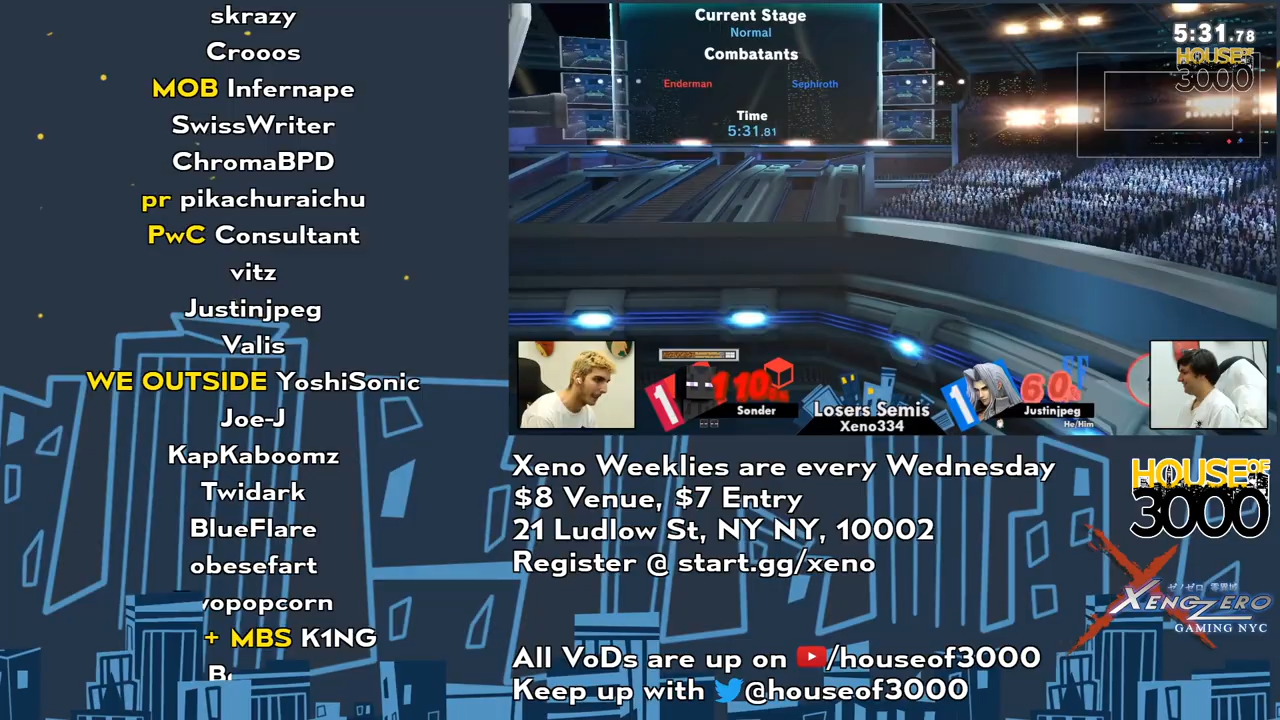 skrazy
Crooos
MOB Infernape
SwissWriter
ChromaBPD
pr pikachuraichu
PwC Consultant
vitz
Justinjpeg
Valis
WE OUTSIDE YoshiSonic
Joe-J
KapKaboomz
Twidark
BlueFlare
obesefart
opopcorn
+ MBS K1NG
Current Stage
Normal
Combatants
Enderman Sephiroth
Time
5:31.81
5:31.78
HOUSE OF
3000
1 110% Sonder
Losers Semis
Xeno334
1 60% Justinjpeg
He/Him
Xeno Weeklies are every Wednesday
$8 Venue, $7 Entry
21 Ludlow St, NY NY, 10002
Register @ start.gg/xeno
HOUSE OF
3000
XENOZERO
GAMING NYC
All VoDs are up on /houseof3000
Keep up with @houseof3000